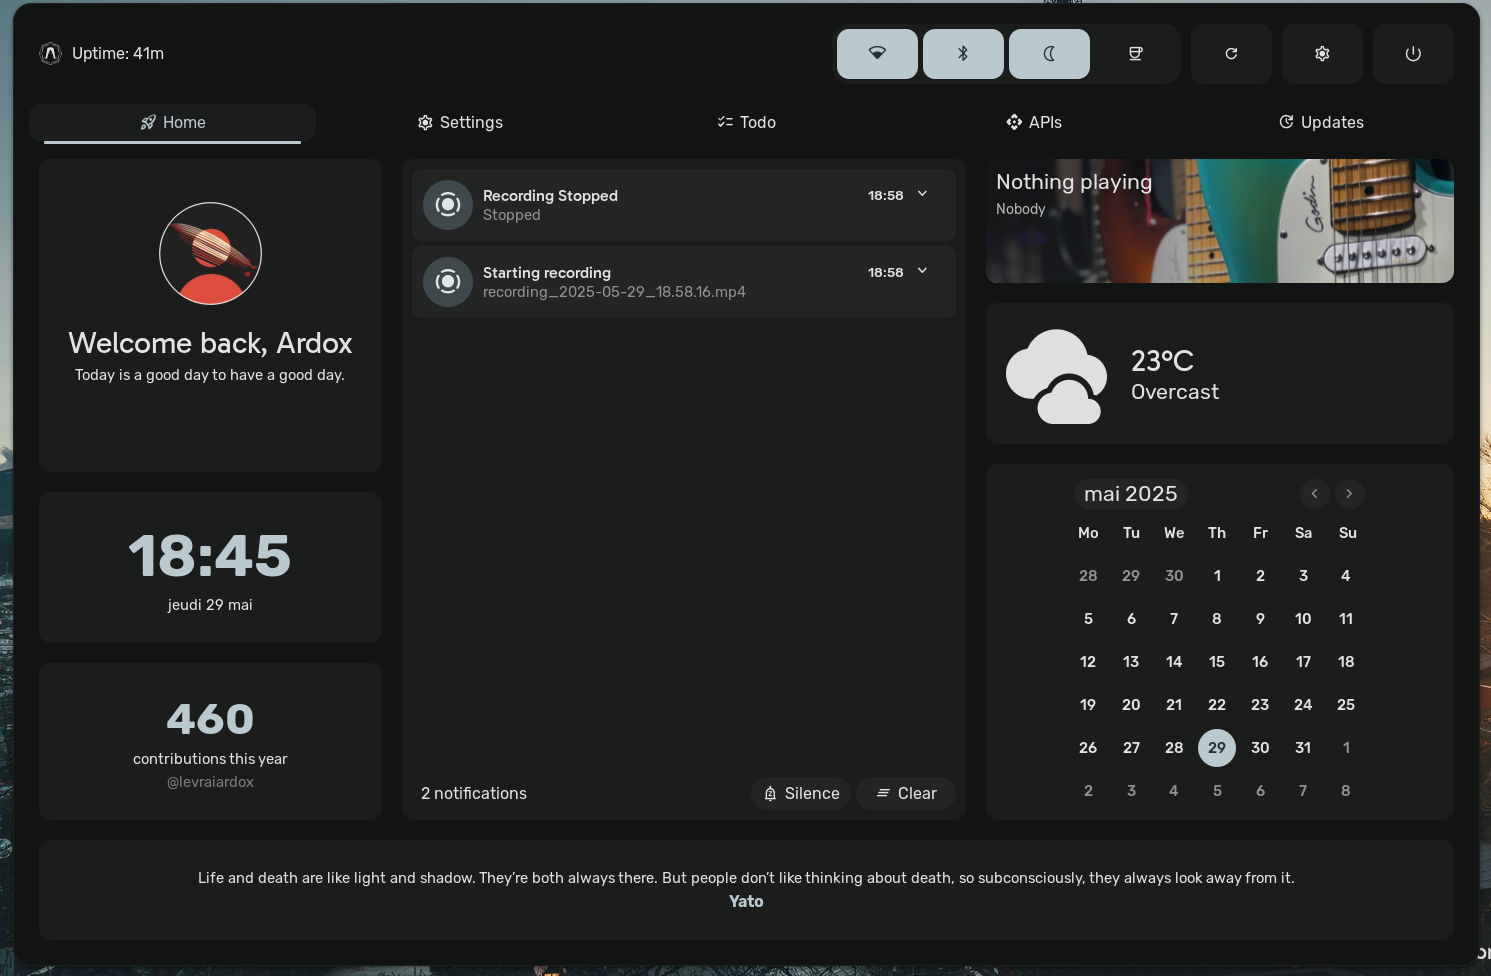 Uptime: 41m
Home
Settings
Todo
APIs
Updates
Welcome back, Ardox
Today is a good day to have a good day.
18:45
jeudi 29 mai
460
contributions this year
@levraiardox
Recording Stopped 18:58
Stopped
Starting recording 18:58
recording_2025-05-29_18.58.16.mp4
2 notifications
Silence
Clear
Nothing playing
Nobody
Godin
23°C
Overcast
mai 2025
Mo Tu We Th Fr Sa Su
28 29 30 1 2 3 4
5 6 7 8 9 10 11
12 13 14 15 16 17 18
19 20 21 22 23 24 25
26 27 28 29 30 31 1
2 3 4 5 6 7 8
Life and death are like light and shadow. They're both always there. But people don't like thinking about death, so subconsciously, they always look away from it.
Yato